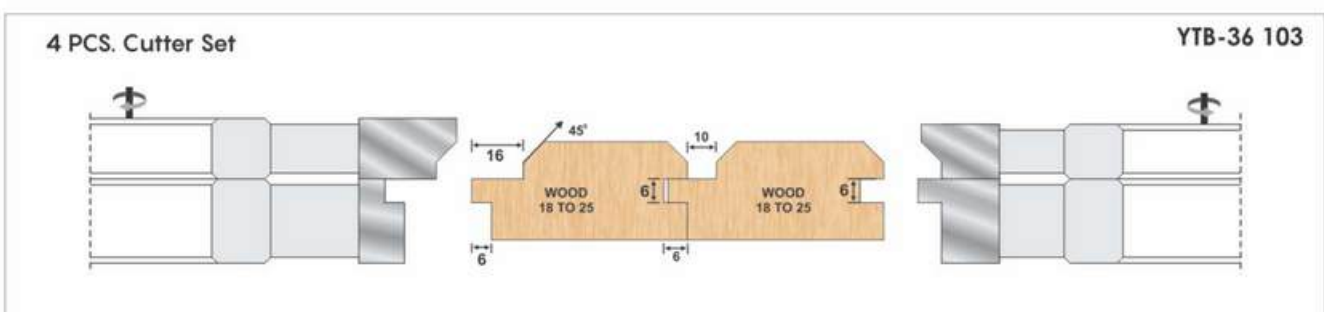 4 PCS. Cutter Set
YTB-36 103
45°
10
16
6
6
WOOD
18 TO 25
WOOD
18 TO 25
6
6